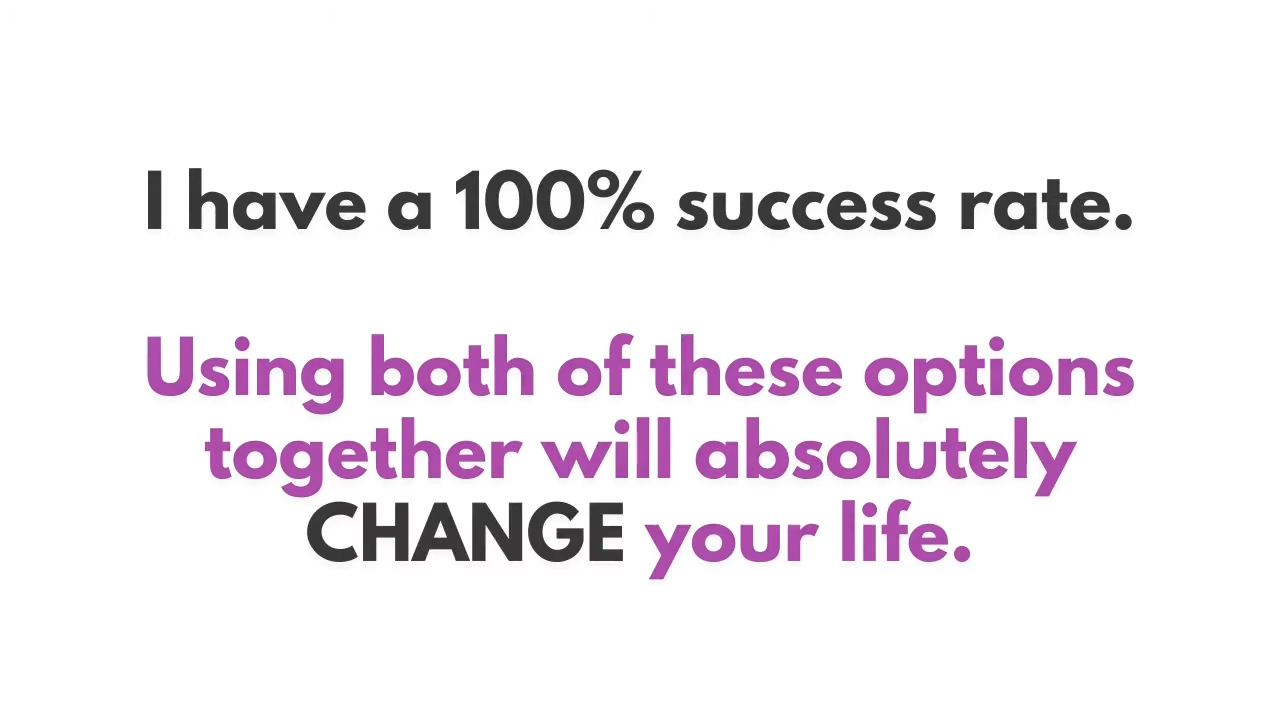 I have a 100% success rate.
Using both of these options
together will absolutely
CHANGE your life.